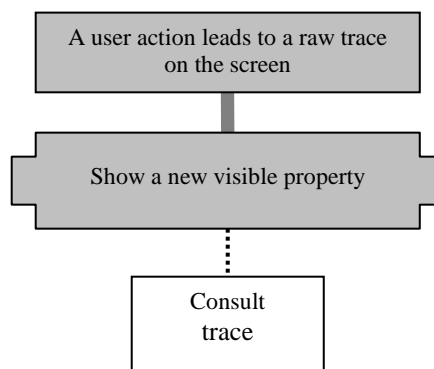 A user action leads to a raw trace
on the screen
Show a new visible property
Consult
trace